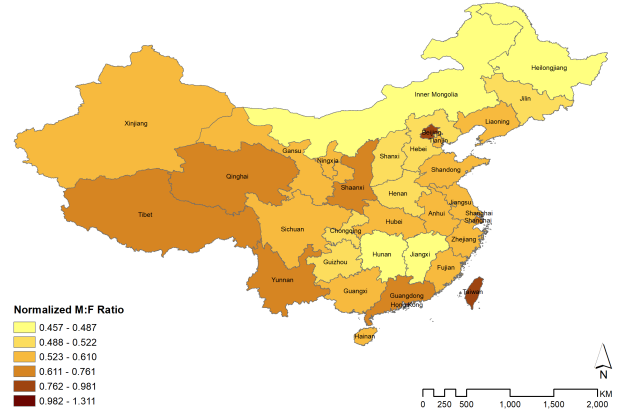 Heilongjiang
Inner Mongolia
Jilin
Xinjiang
Liaoning
Beijing
Tianjin
Gansu
Hebei
Ningxia
Shanxi
Shandong
Qinghai
Shaanxi
Henan
Jiangsu
Tibet
Anhui
Shanghai
Shanghai
Hubei
Sichuan
Chongqing
Zhejiang
Hunan
Jiangxi
Guizhou
Fujian
Yunnan
Guangxi
Guangdong
Taiwan
Hong Kong
Hainan
Normalized M:F Ratio
0.457 - 0.487
0.488 - 0.522
0.523 - 0.610
0.611 - 0.761
0.762 - 0.981
0.982 - 1.311
N
KM
0 250 500 1,000 1,500 2,000